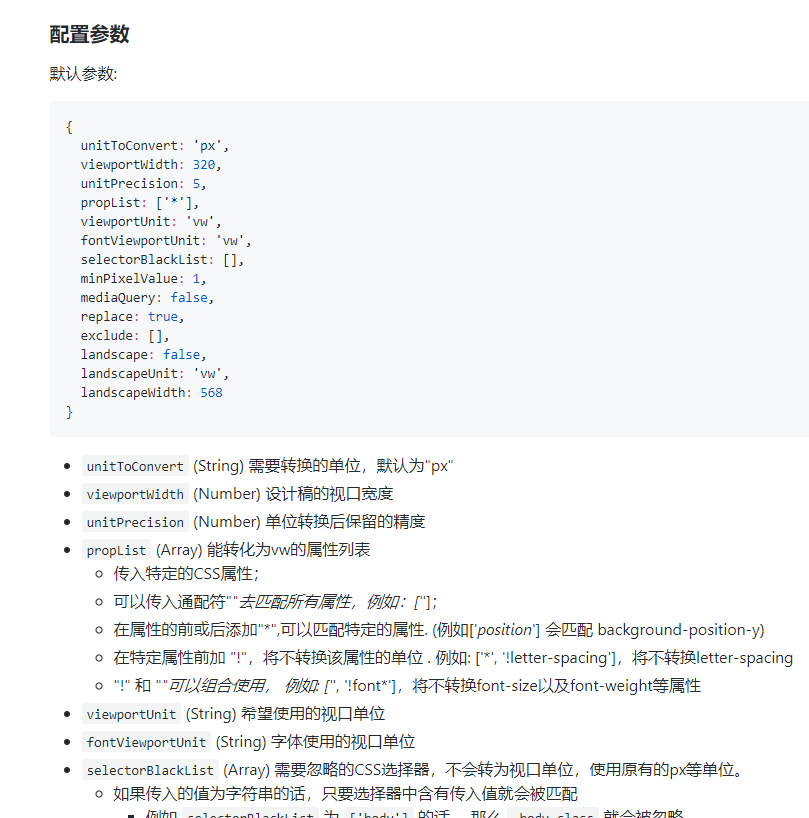 配置参数
默认参数:
{
unitToConvert: 'px',
viewportWidth: 320,
unitPrecision: 5,
propList: ['*'],
viewportUnit: 'vw',
fontViewportUnit: 'vw',
selectorBlackList: [],
minPixelValue: 1,
mediaQuery: false,
replace: true,
exclude: [],
landscape: false,
landscapeUnit: 'vw',
landscapeWidth: 568
}
unitToConvert (String) 需要转换的单位，默认为"px"
viewportWidth (Number) 设计稿的视口宽度
unitPrecision (Number) 单位转换后保留的精度
propList (Array) 能转化为vw的属性列表
传入特定的CSS属性；
可以传入通配符""去匹配所有属性，例如：["]；
在属性的前或后添加"*",可以匹配特定的属性. (例如['position'] 会匹配 background-position-y)
在特定属性前加 "!"，将不转换该属性的单位 . 例如: ['*', '!letter-spacing']，将不转换letter-spacing
"!" 和 ""可以组合使用， 例如: [", '!font*']，将不转换font-size以及font-weight等属性
viewportUnit (String) 希望使用的视口单位
fontViewportUnit (String) 字体使用的视口单位
selectorBlackList (Array) 需要忽略的CSS选择器，不会转为视口单位，使用原有的px等单位。
如果传入的值为字符串的话，只要选择器中含有传入值就会被匹配
例如 selectorBlackList 为 ['body'] 的话， 那么 .body-class 就会被忽略